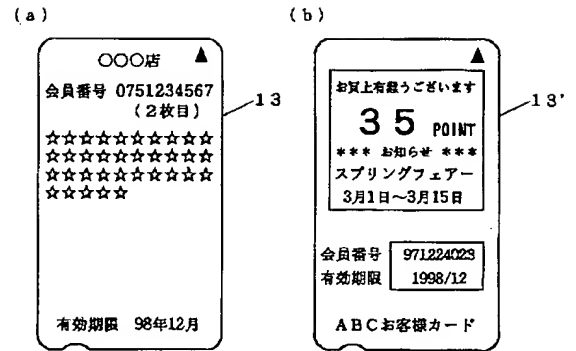 (a)
○○○店 ▲
会員番号 0751234567
(2枚目)
☆☆☆☆☆☆☆☆☆☆
☆☆☆☆☆☆☆☆☆☆
☆☆☆☆☆☆☆☆☆☆
☆☆☆☆☆
有効期限 98年12月
13
(b)
▲
お買上有難うございます
35 POINT
*** お知らせ ***
スプリングフェアー
3月1日～3月15日
会員番号 971224023
有効期限 1998/12
ABCお客様カード
13'